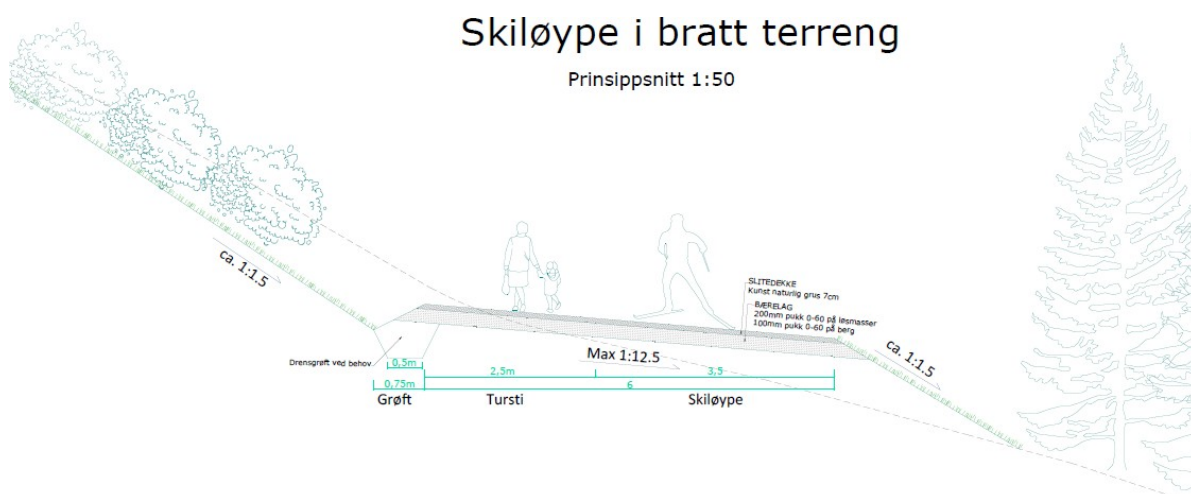 Skiløype i bratt terreng
Prinsippsnitt 1:50
ca. 1:1.5
SLITEDEKKE
Kunst naturlig grus 7cm
BÆRELAG
200mm pukk 0-60 på løsmasser
100mm pukk 0-60 på berg
ca. 1:1.5
Drensgrøft ved behov
Max 1:12.5
0,5m
2,5m
3,5
0,75m
6
Grøft
Tursti
Skiløype